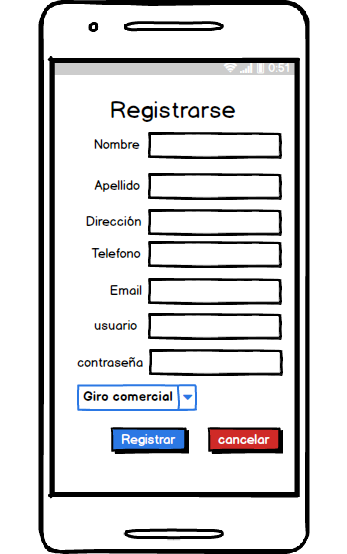 0:51
Registrarse
Nombre
Apellido
Dirección
Telefono
Email
usuario
contraseña
Giro comercial
Registrar cancelar